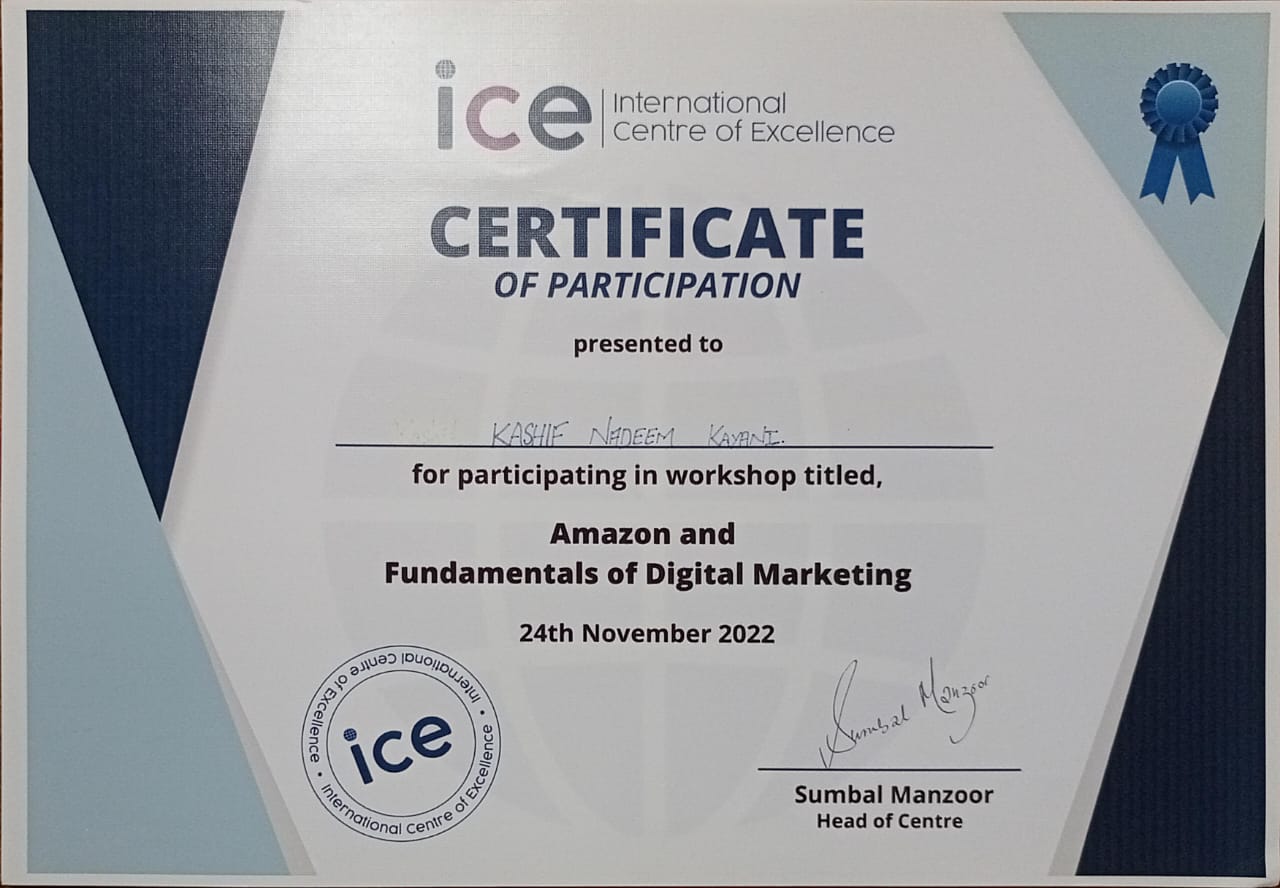 ice
International
Centre of Excellence
CERTIFICATE
OF PARTICIPATION
presented to
KASHIF NADEEM KAYANI.
for participating in workshop titled,
Amazon and
Fundamentals of Digital Marketing
24th November 2022
International Centre of Excellence • International Centre of Excellence •
ice
Sumbal Manzoor
Sumbal Manzoor
Head of Centre